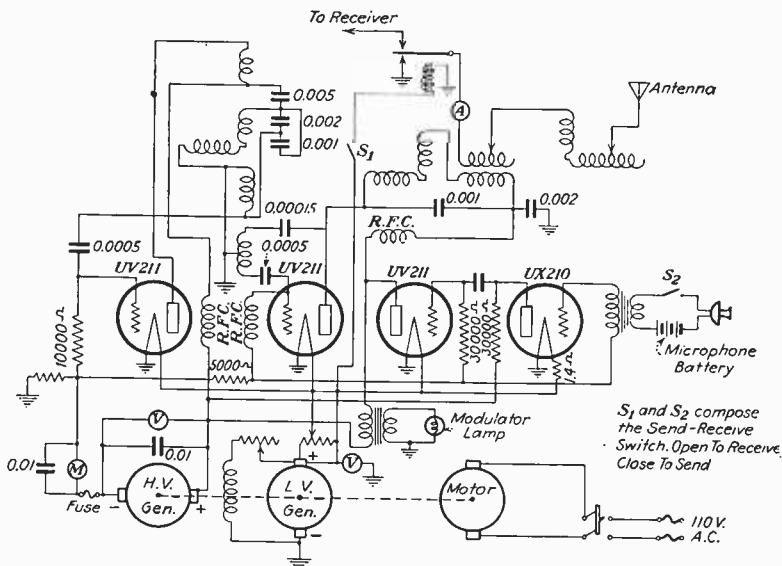 To Receiver
Antenna
A
0.005
0.002
0.001
S1
0.001
0.002
0.00015
R.F.C.
0.0005
0.0005
UV211
UV211
UV211
UX210
S2
10000Ω
R.F.C.
R.F.C.
5000
30000Ω
30000Ω
1.4Ω
Microphone
Battery
V
Modulator
Lamp
S1 and S2 compose
the Send-Receive
Switch. Open To Receive,
Close To Send
0.01
M
0.01
+
V
Fuse
-
H.V.
Gen.
+
L.V.
Gen.
-
Motor
110 V.
A.C.